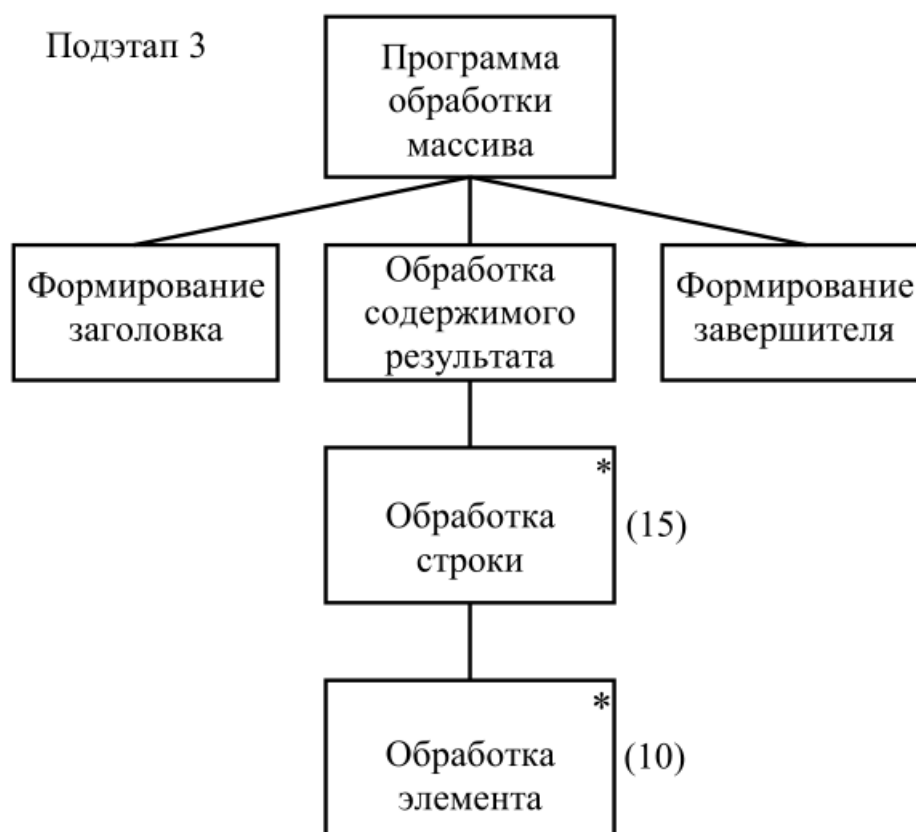 Подэтап 3
Программа
обработки
массива
Формирование
заголовка
Обработка
содержимого
результата
Формирование
завершителя
*
Обработка
строки
(15)
*
Обработка
элемента
(10)